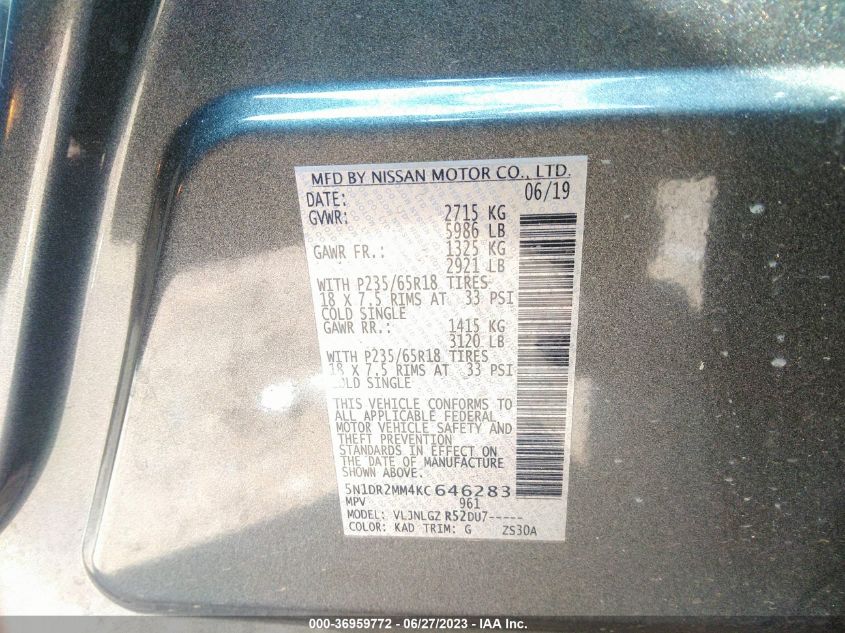 MFD BY NISSAN MOTOR CO., LTD.
DATE: 06/19
GVWR: 2715 KG
5986 LB
GAWR FR.: 1325 KG
2921 LB
WITH P235/65R18 TIRES
18 X 7.5 RIMS AT 33 PSI
COLD SINGLE
GAWR RR.: 1415 KG
3120 LB
WITH P235/65R18 TIRES
18 X 7.5 RIMS AT 33 PSI
COLD SINGLE
THIS VEHICLE CONFORMS TO
ALL APPLICABLE FEDERAL
MOTOR VEHICLE SAFETY AND
THEFT PREVENTION
STANDARDS IN EFFECT ON
THE DATE OF MANUFACTURE
SHOWN ABOVE.
5N1DR2MM4KC646283
MPV 961
MODEL: VLJNLGZ R52DU7-----
COLOR: KAD TRIM: G ZS30A
000-36959772 - 06/27/2023 - IAA Inc.